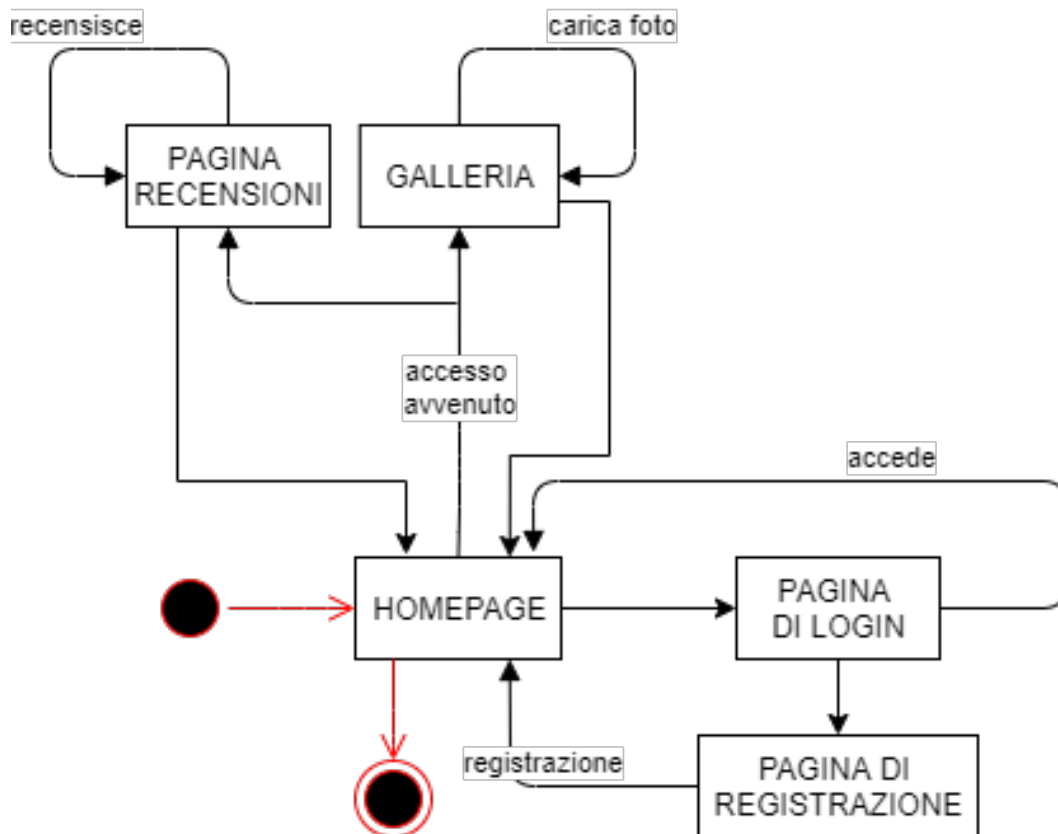 recensisce
carica foto
PAGINA
RECENSIONI
GALLERIA
accesso
avvenuto
accede
HOMEPAGE
PAGINA
DI LOGIN
registrazione
PAGINA DI
REGISTRAZIONE